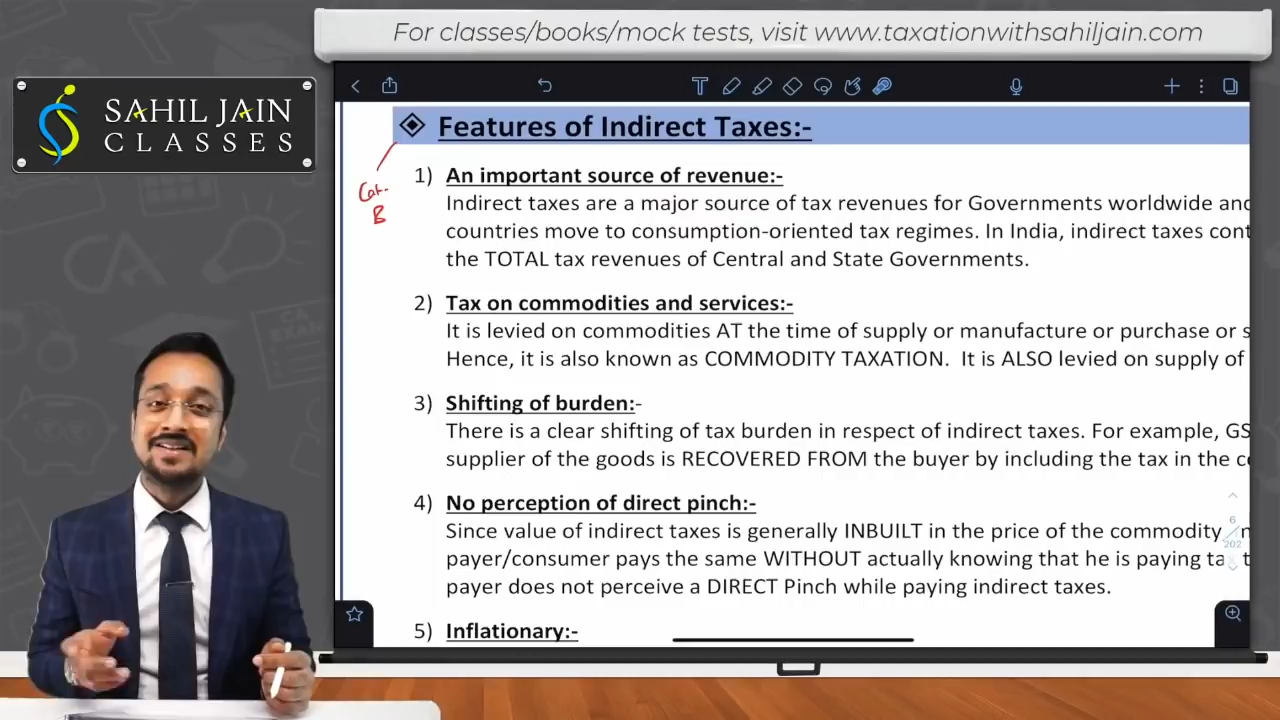 For classes/books/mock tests, visit www.taxationwithsahiljain.com
SAHIL JAIN
CLASSES
Features of Indirect Taxes:-
Cat.
B
1) An important source of revenue:-
Indirect taxes are a major source of tax revenues for Governments worldwide and
countries move to consumption-oriented tax regimes. In India, indirect taxes cont
the TOTAL tax revenues of Central and State Governments.
2) Tax on commodities and services:-
It is levied on commodities AT the time of supply or manufacture or purchase or s
Hence, it is also known as COMMODITY TAXATION. It is ALSO levied on supply of
3) Shifting of burden:-
There is a clear shifting of tax burden in respect of indirect taxes. For example, GS
supplier of the goods is RECOVERED FROM the buyer by including the tax in the c
4) No perception of direct pinch:-
Since value of indirect taxes is generally INBUILT in the price of the commodity
payer/consumer pays the same WITHOUT actually knowing that he is paying ta
payer does not perceive a DIRECT Pinch while paying indirect taxes.
5) Inflationary:-
6
202